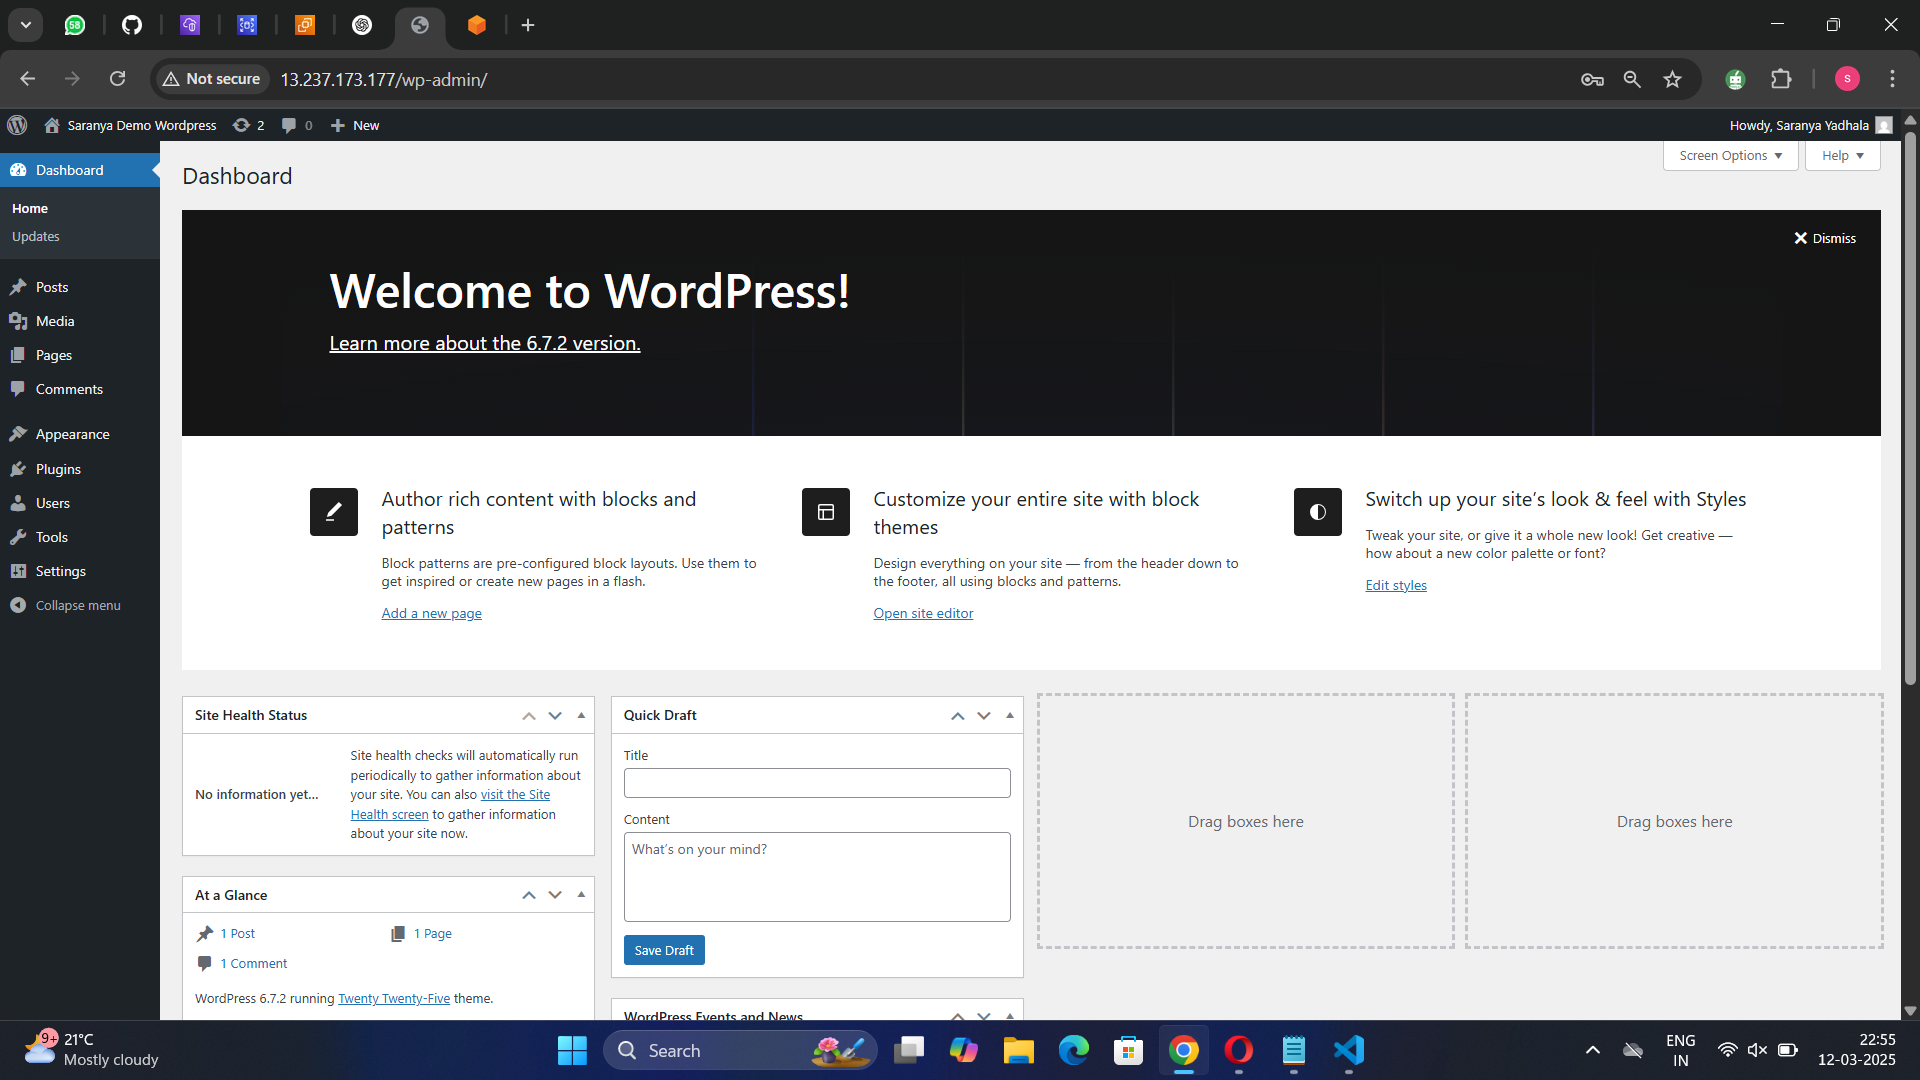 58
Not secure
13.237.173.177/wp-admin/
S
Saranya Demo Wordpress
2
0
New
Howdy, Saranya Yadhala
Dashboard
Home
Updates
Posts
Media
Pages
Comments
Appearance
Plugins
Users
Tools
Settings
Collapse menu
Screen Options
Help
Dashboard
Dismiss
Welcome to WordPress!
Learn more about the 6.7.2 version.
Author rich content with blocks and
patterns
Block patterns are pre-configured block layouts. Use them to
get inspired or create new pages in a flash.
Add a new page
Customize your entire site with block
themes
Design everything on your site — from the header down to
the footer, all using blocks and patterns.
Open site editor
Switch up your site’s look & feel with Styles
Tweak your site, or give it a whole new look! Get creative —
how about a new color palette or font?
Edit styles
Site Health Status
No information yet...
Site health checks will automatically run
periodically to gather information about
your site. You can also visit the Site
Health screen to gather information
about your site now.
At a Glance
1 Post
1 Page
1 Comment
WordPress 6.7.2 running Twenty Twenty-Five theme.
Quick Draft
Title
Content
What’s on your mind?
Save Draft
WordPress Events and News
Drag boxes here
Drag boxes here
9+
21°C
Mostly cloudy
Search
ENG
IN
22:55
12-03-2025